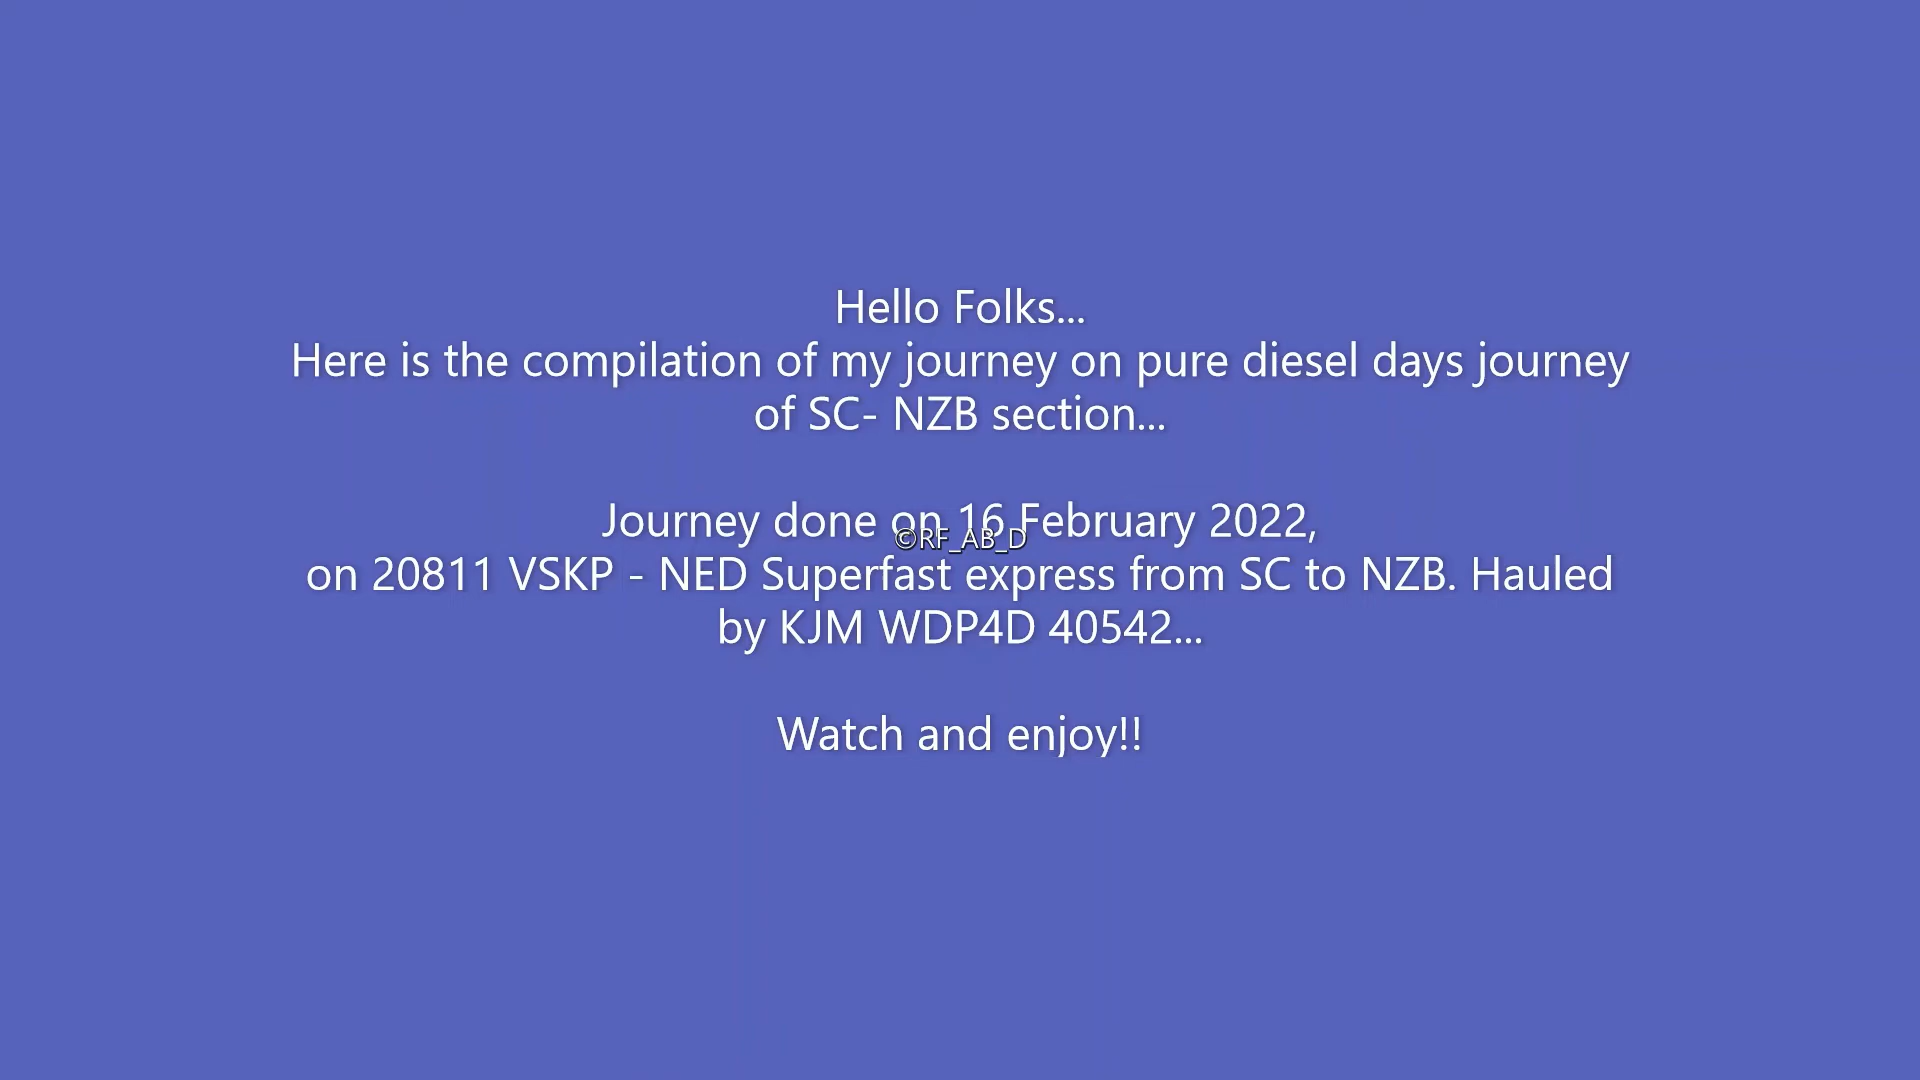 Hello Folks...
Here is the compilation of my journey on pure diesel days journey
of SC- NZB section...
Journey done on 16 February 2022,
©RF_AB_D
on 20811 VSKP - NED Superfast express from SC to NZB. Hauled
by KJM WDP4D 40542...
Watch and enjoy!!